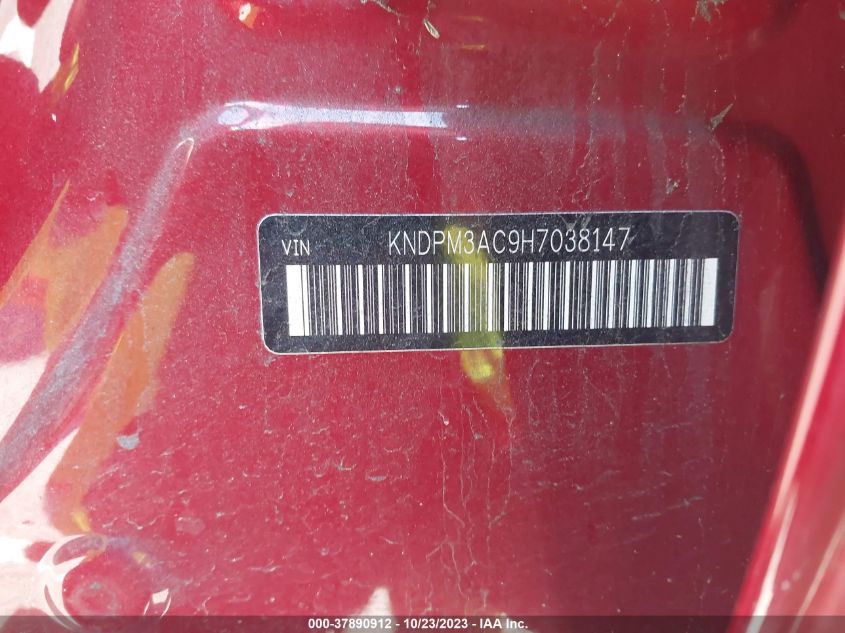 VIN KNDPM3AC9H7038147
000-37890912 - 10/23/2023 - IAA Inc.